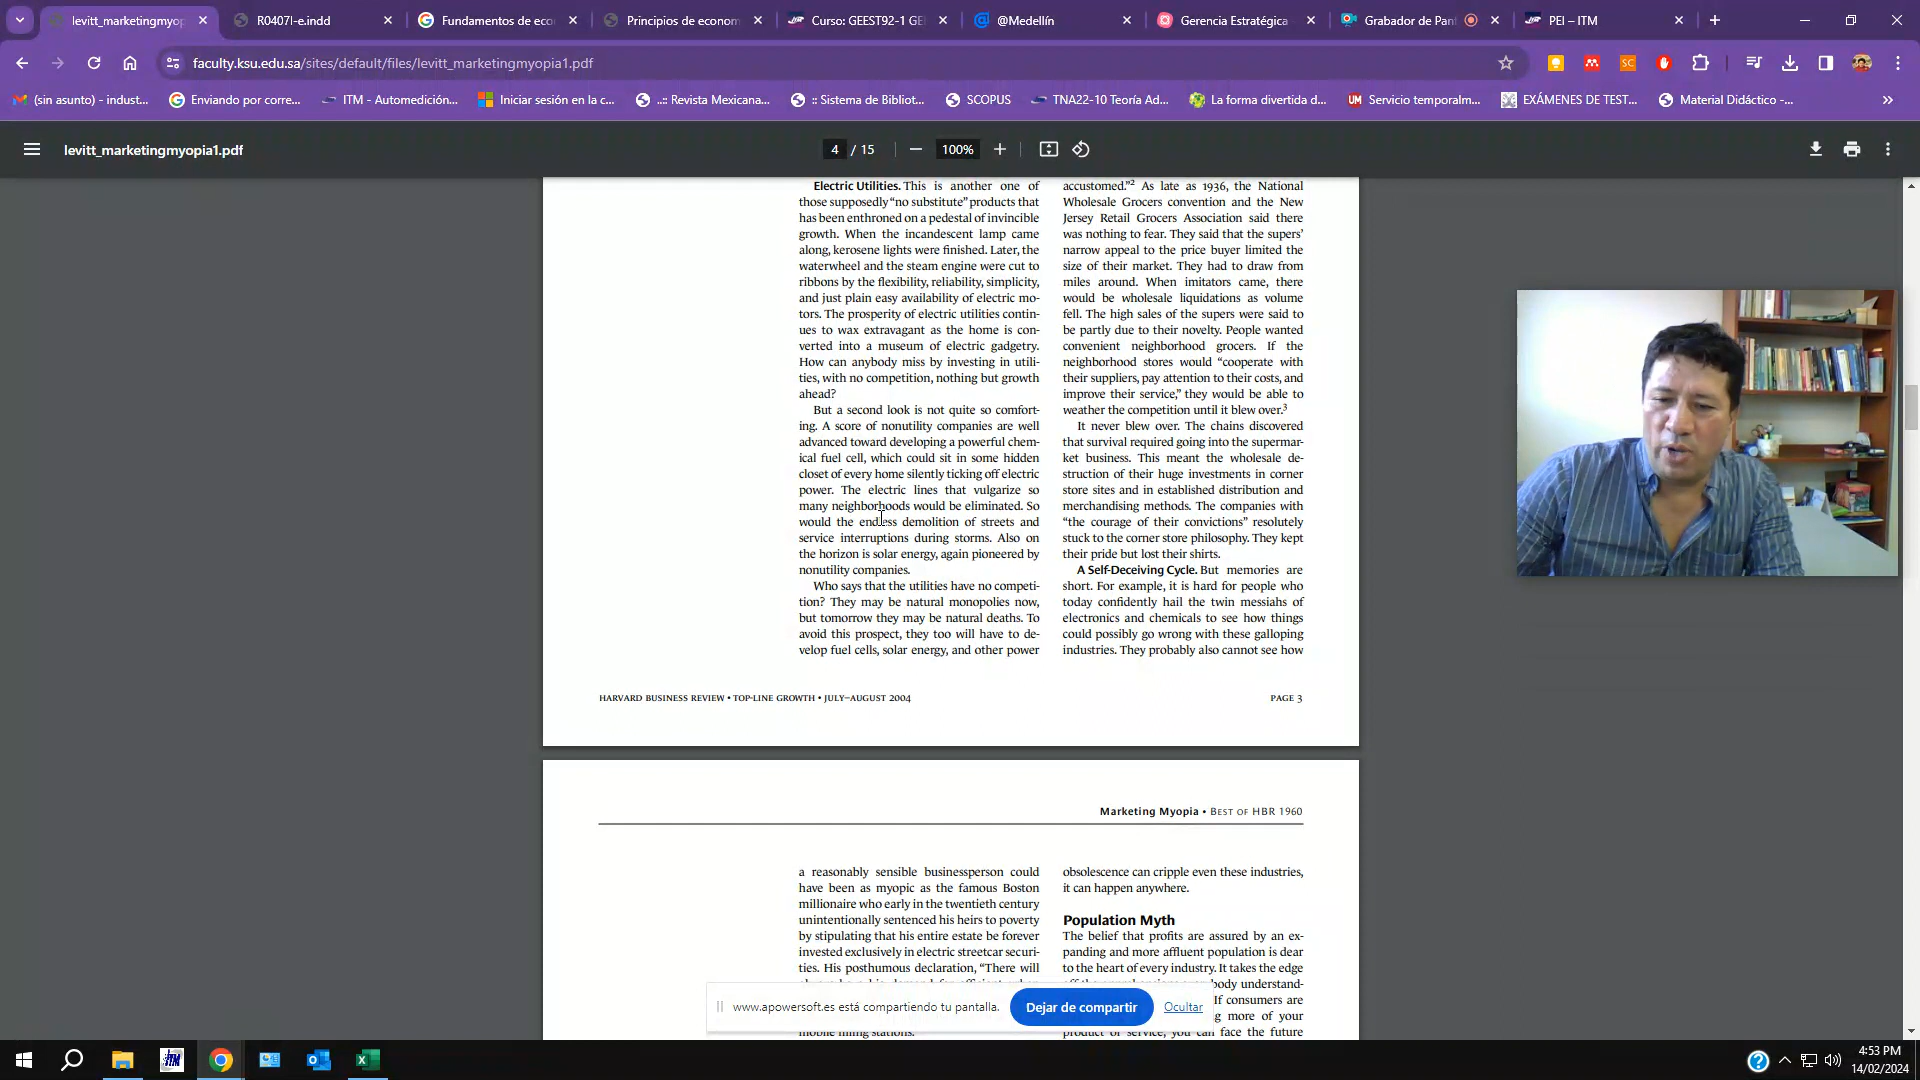 levitt_marketingmyop
R0407l-e.indd
Fundamentos de eco
Principios de econom
Curso: GEEST92-1 GE
@Medellín
Gerencia Estratégica
Grabador de Pan
PEI – ITM
faculty.ksu.edu.sa/sites/default/files/levitt_marketingmyopia1.pdf
(sin asunto) - indust...
Enviando por corre...
ITM - Automedición...
Iniciar sesión en la c...
..:: Revista Mexicana...
:: Sistema de Bibliot...
SCOPUS
TNA22-10 Teoría Ad...
La forma divertida d...
Servicio temporalm...
EXÁMENES DE TEST...
Material Didáctico -...
levitt_marketingmyopia1.pdf
4 / 15
100%
Electric Utilities. This is another one of
those supposedly “no substitute” products that
has been enthroned on a pedestal of invincible
growth. When the incandescent lamp came
along, kerosene lights were finished. Later, the
waterwheel and the steam engine were cut to
ribbons by the flexibility, reliability, simplicity,
and just plain easy availability of electric mo-
tors. The prosperity of electric utilities contin-
ues to wax extravagant as the home is con-
verted into a museum of electric gadgetry.
How can anybody miss by investing in utili-
ties, with no competition, nothing but growth
ahead?
But a second look is not quite so comfort-
ing. A score of nonutility companies are well
advanced toward developing a powerful chem-
ical fuel cell, which could sit in some hidden
closet of every home silently ticking off electric
power. The electric lines that vulgarize so
many neighborhoods would be eliminated. So
would the endless demolition of streets and
service interruptions during storms. Also on
the horizon is solar energy, again pioneered by
nonutility companies.
Who says that the utilities have no competi-
tion? They may be natural monopolies now,
but tomorrow they may be natural deaths. To
avoid this prospect, they too will have to de-
velop fuel cells, solar energy, and other power
accustomed.”2 As late as 1936, the National
Wholesale Grocers convention and the New
Jersey Retail Grocers Association said there
was nothing to fear. They said that the supers’
narrow appeal to the price buyer limited the
size of their market. They had to draw from
miles around. When imitators came, there
would be wholesale liquidations as volume
fell. The high sales of the supers were said to
be partly due to their novelty. People wanted
convenient neighborhood grocers. If the
neighborhood stores would “cooperate with
their suppliers, pay attention to their costs, and
improve their service,” they would be able to
weather the competition until it blew over.3
It never blew over. The chains discovered
that survival required going into the supermar-
ket business. This meant the wholesale de-
struction of their huge investments in corner
store sites and in established distribution and
merchandising methods. The companies with
“the courage of their convictions” resolutely
stuck to the corner store philosophy. They kept
their pride but lost their shirts.
A Self-Deceiving Cycle. But memories are
short. For example, it is hard for people who
today confidently hail the twin messiahs of
electronics and chemicals to see how things
could possibly go wrong with these galloping
industries. They probably also cannot see how
HARVARD BUSINESS REVIEW • TOP-LINE GROWTH • JULY–AUGUST 2004
PAGE 3
Marketing Myopia • BEST OF HBR 1960
a reasonably sensible businessperson could
have been as myopic as the famous Boston
millionaire who early in the twentieth century
unintentionally sentenced his heirs to poverty
by stipulating that his entire estate be forever
invested exclusively in electric streetcar securi-
ties. His posthumous declaration, “There will
mobile filling stations.”
obsolescence can cripple even these industries,
it can happen anywhere.
Population Myth
The belief that profits are assured by an ex-
panding and more affluent population is dear
to the heart of every industry. It takes the edge
body understand-
If consumers are
g more of your
product or service, you can face the future
www.apowersoft.es está compartiendo tu pantalla.
Dejar de compartir
Ocultar
4:53 PM
14/02/2024